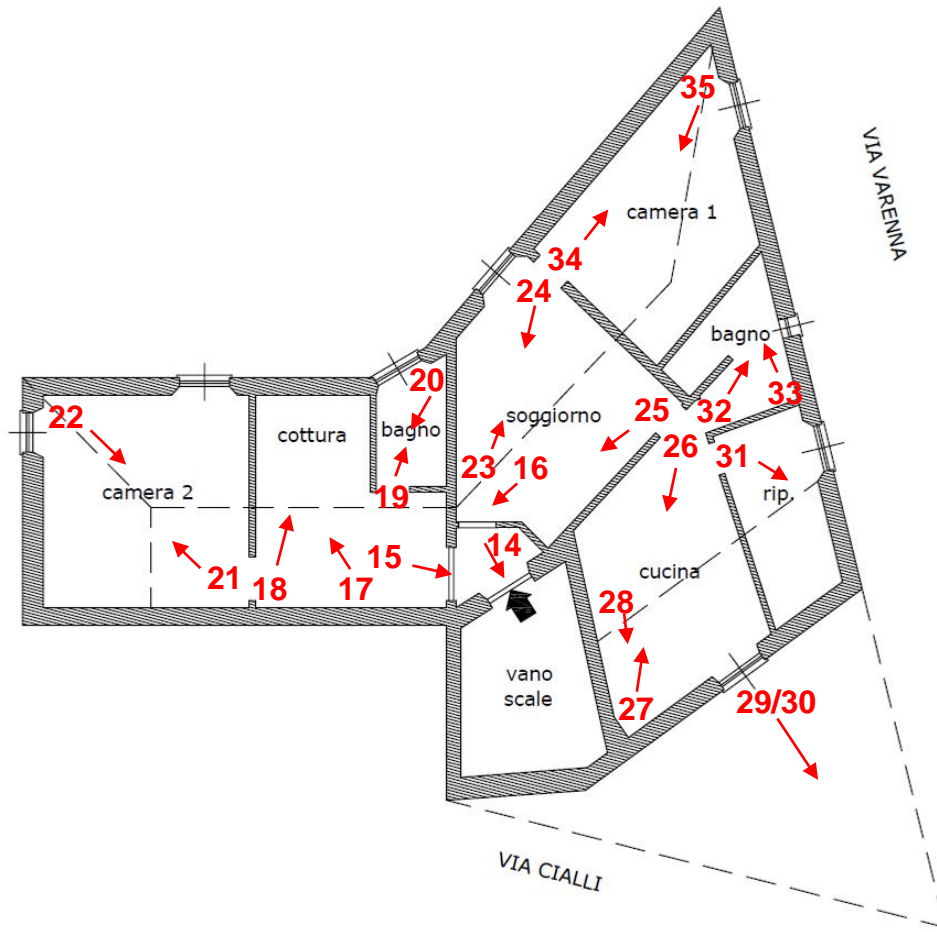 35
VIA VARENNA
camera 1
34
24
bagno
20
33
32
22
soggiorno
25
cottura
bagno
26
31
23
16
camera 2
19
rip.
14
15
21
18
17
cucina
28
vano
scale
27
29/30
VIA CIALLI